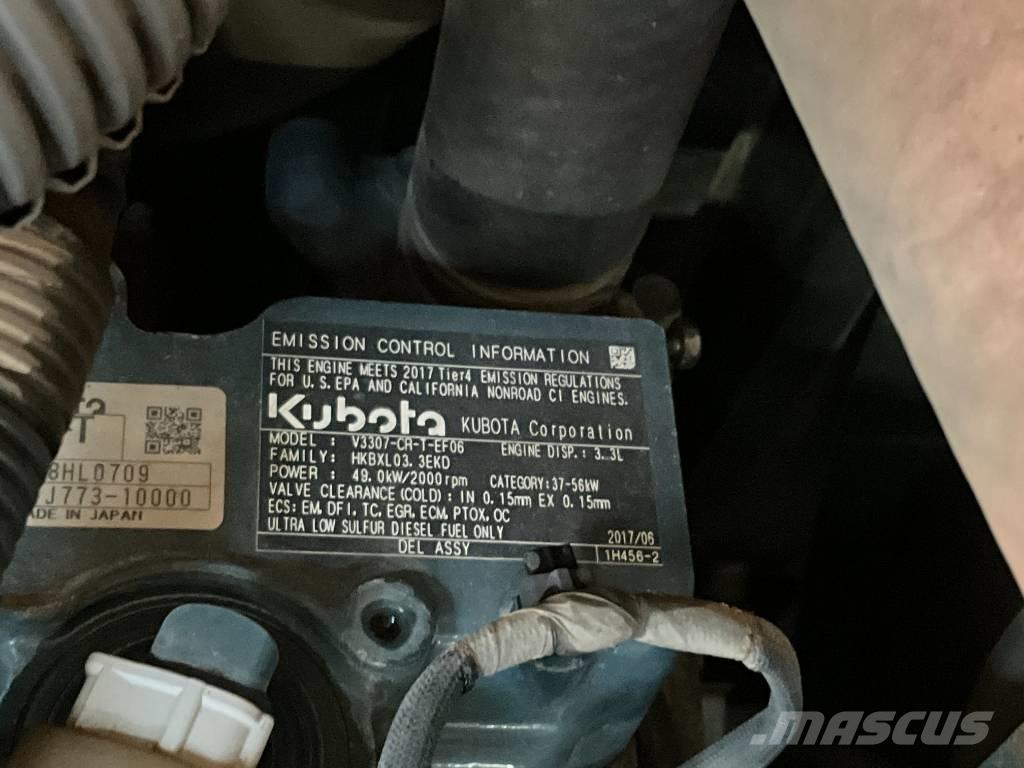 EMISSION CONTROL INFORMATION
THIS ENGINE MEETS 2017 Tier4 EMISSION REGULATIONS
FOR U.S. EPA AND CALIFORNIA NONROAD CI ENGINES.
Kubota KUBOTA Corporation
MODEL : V3307-CR-T-EF06 ENGINE DISP.: 3.3L
FAMILY: HKBXL03.3EKD
POWER : 49.0kW/2000rpm CATEGORY:37-56kW
VALVE CLEARANCE (COLD) : IN 0.15mm EX 0.15mm
ECS: EM, DFI, TC, EGR, ECM, PTOX, OC
ULTRA LOW SULFUR DIESEL FUEL ONLY 2017/06
DEL ASSY 1H456-2
8HL0709
J773-10000
ADE IN JAPAN
MASCUS